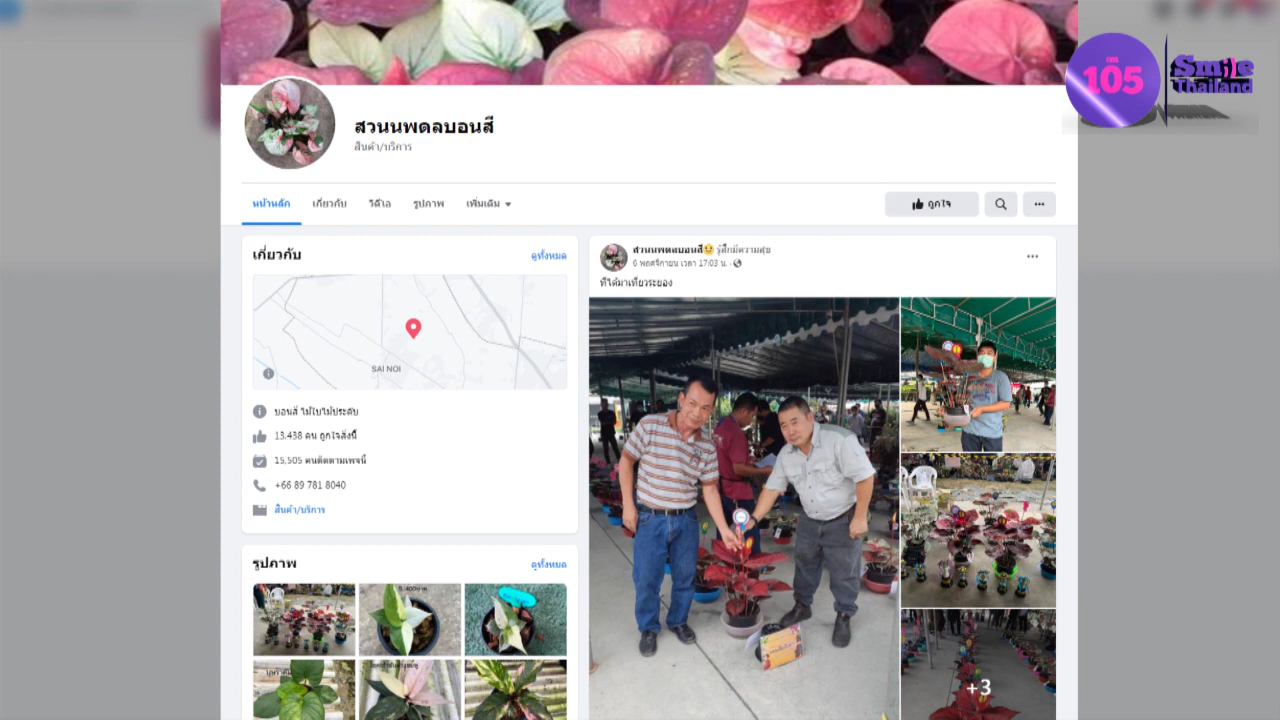 105
Smile
Thailand
สวนนพดลบอนสี
สินค้า/บริการ
หน้าหลัก
เกี่ยวกับ
วิดีโอ
รูปภาพ
เพิ่มเติม
ถูกใจ
เกี่ยวกับ
ดูทั้งหมด
SAI NOI
บอนสี ไม้ใบไม้ประดับ
13,438 คน ถูกใจสิ่งนี้
15,505 คนติดตามเพจนี้
+66 89 781 8040
สินค้า/บริการ
รูปภาพ
ดูทั้งหมด
สวนนพดลบอนสี รู้สึกมีความสุข
6 พฤศจิกายน เวลา 17:03 น.
ที่ได้มาเที่ยวระยอง
+3